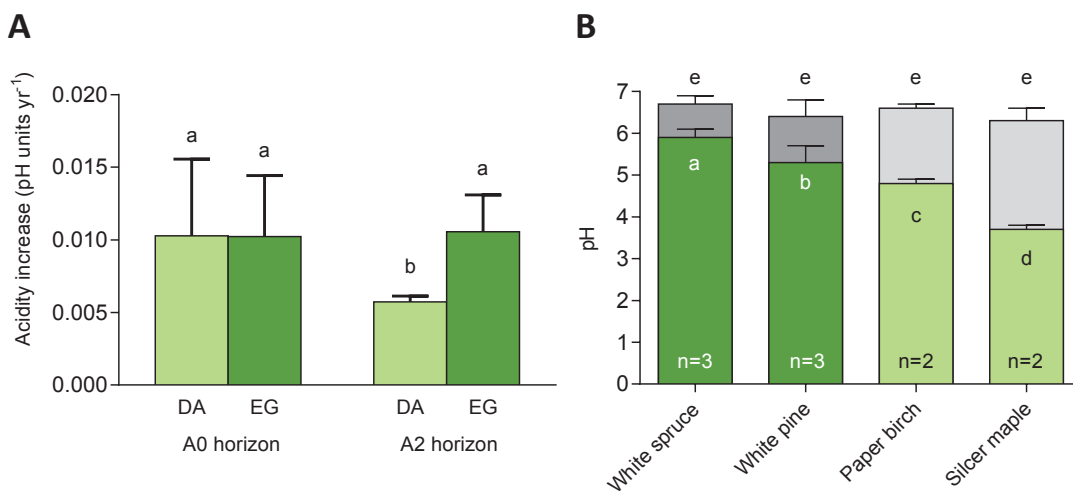 A
Acidity increase (pH units yr⁻¹)
0.020
0.015
0.010
0.005
0.000
a
a
b
a
DA
EG
DA
EG
A0 horizon
A2 horizon
B
pH
7
6
5
4
3
2
1
0
e
e
e
e
a
b
c
d
n=3
n=3
n=2
n=2
White spruce
White pine
Paper birch
Silcer maple